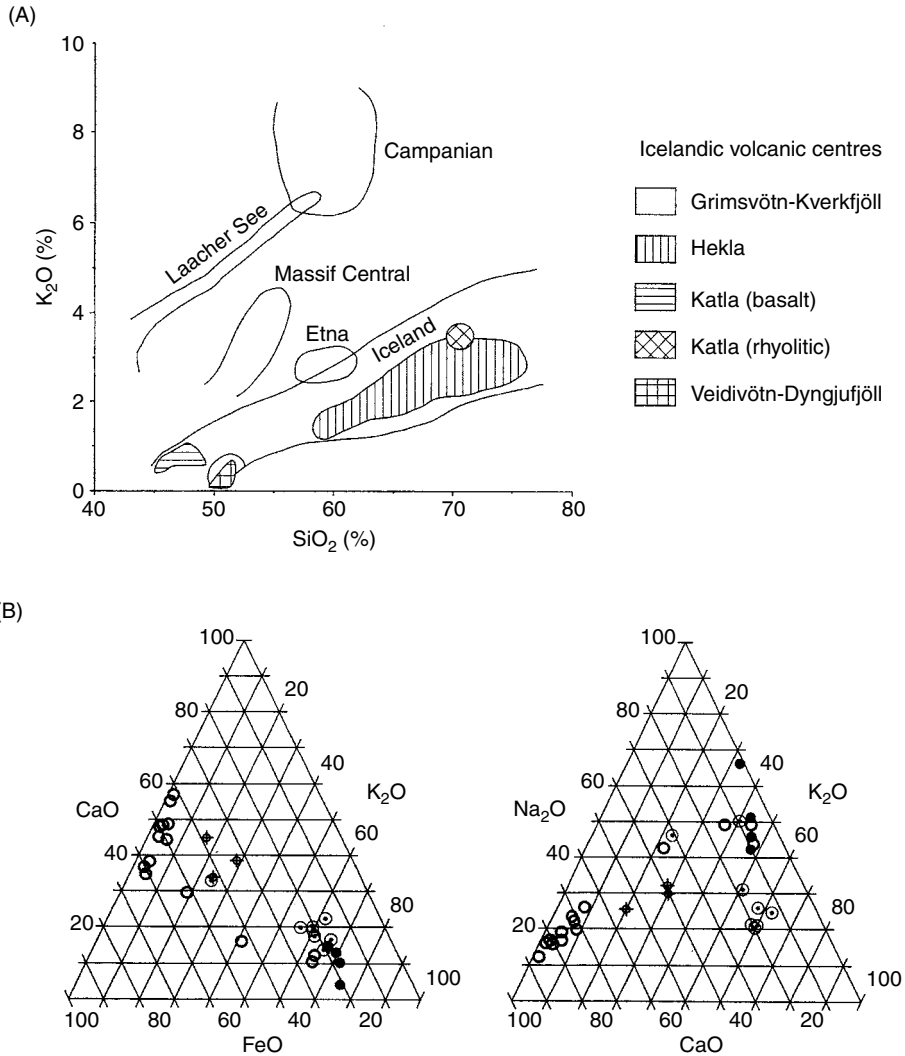 (A)
10
8
6
4
2
0
K₂O (%)
40
50
60
70
80
SiO₂ (%)
Campanian
Laacher See
Massif Central
Etna
Iceland
Icelandic volcanic centres
Grimsvötn-Kverkfjöll
Hekla
Katla (basalt)
Katla (rhyolitic)
Veidivötn-Dyngjufjöll
(B)
100
20
80
40
60
K₂O
CaO
60
40
80
20
100
100
80
60
40
20
FeO
100
20
80
40
60
K₂O
Na₂O
60
40
80
20
100
100
80
60
40
20
CaO